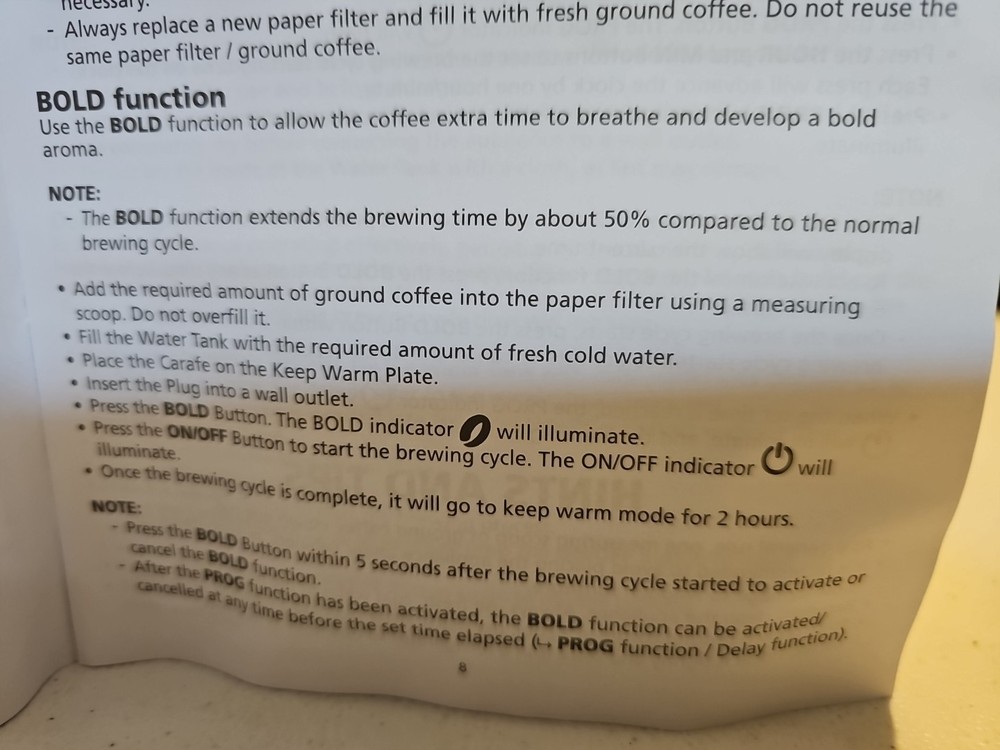 necessary.
- Always replace a new paper filter and fill it with fresh ground coffee. Do not reuse the
same paper filter / ground coffee.
BOLD function
Use the BOLD function to allow the coffee extra time to breathe and develop a bold
aroma.
NOTE:
- The BOLD function extends the brewing time by about 50% compared to the normal
brewing cycle.
• Add the required amount of ground coffee into the paper filter using a measuring
scoop. Do not overfill it.
• Fill the Water Tank with the required amount of fresh cold water.
• Place the Carafe on the Keep Warm Plate.
• Insert the Plug into a wall outlet.
• Press the BOLD Button. The BOLD indicator will illuminate.
• Press the ON/OFF Button to start the brewing cycle. The ON/OFF indicator will
illuminate.
• Once the brewing cycle is complete, it will go to keep warm mode for 2 hours.
NOTE:
- Press the BOLD Button within 5 seconds after the brewing cycle started to activate or
cancel the BOLD function.
- After the PROG function has been activated, the BOLD function can be activated/
cancelled at any time before the set time elapsed (↪ PROG function / Delay function).
8